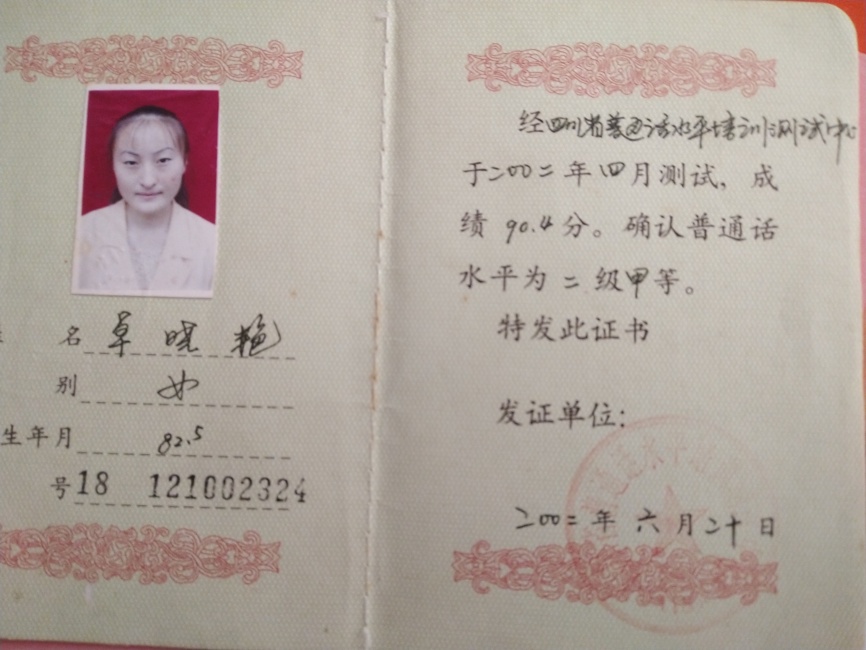 名 卓晓艳
别 女
生年月 82.5
号 18 121002324
经四川省普通话水平培训测试中心
于二〇〇二年四月测试，成
绩 90.4 分。确认普通话
水平为二级甲等。
特发此证书
发证单位：
二〇〇二年六月二十日